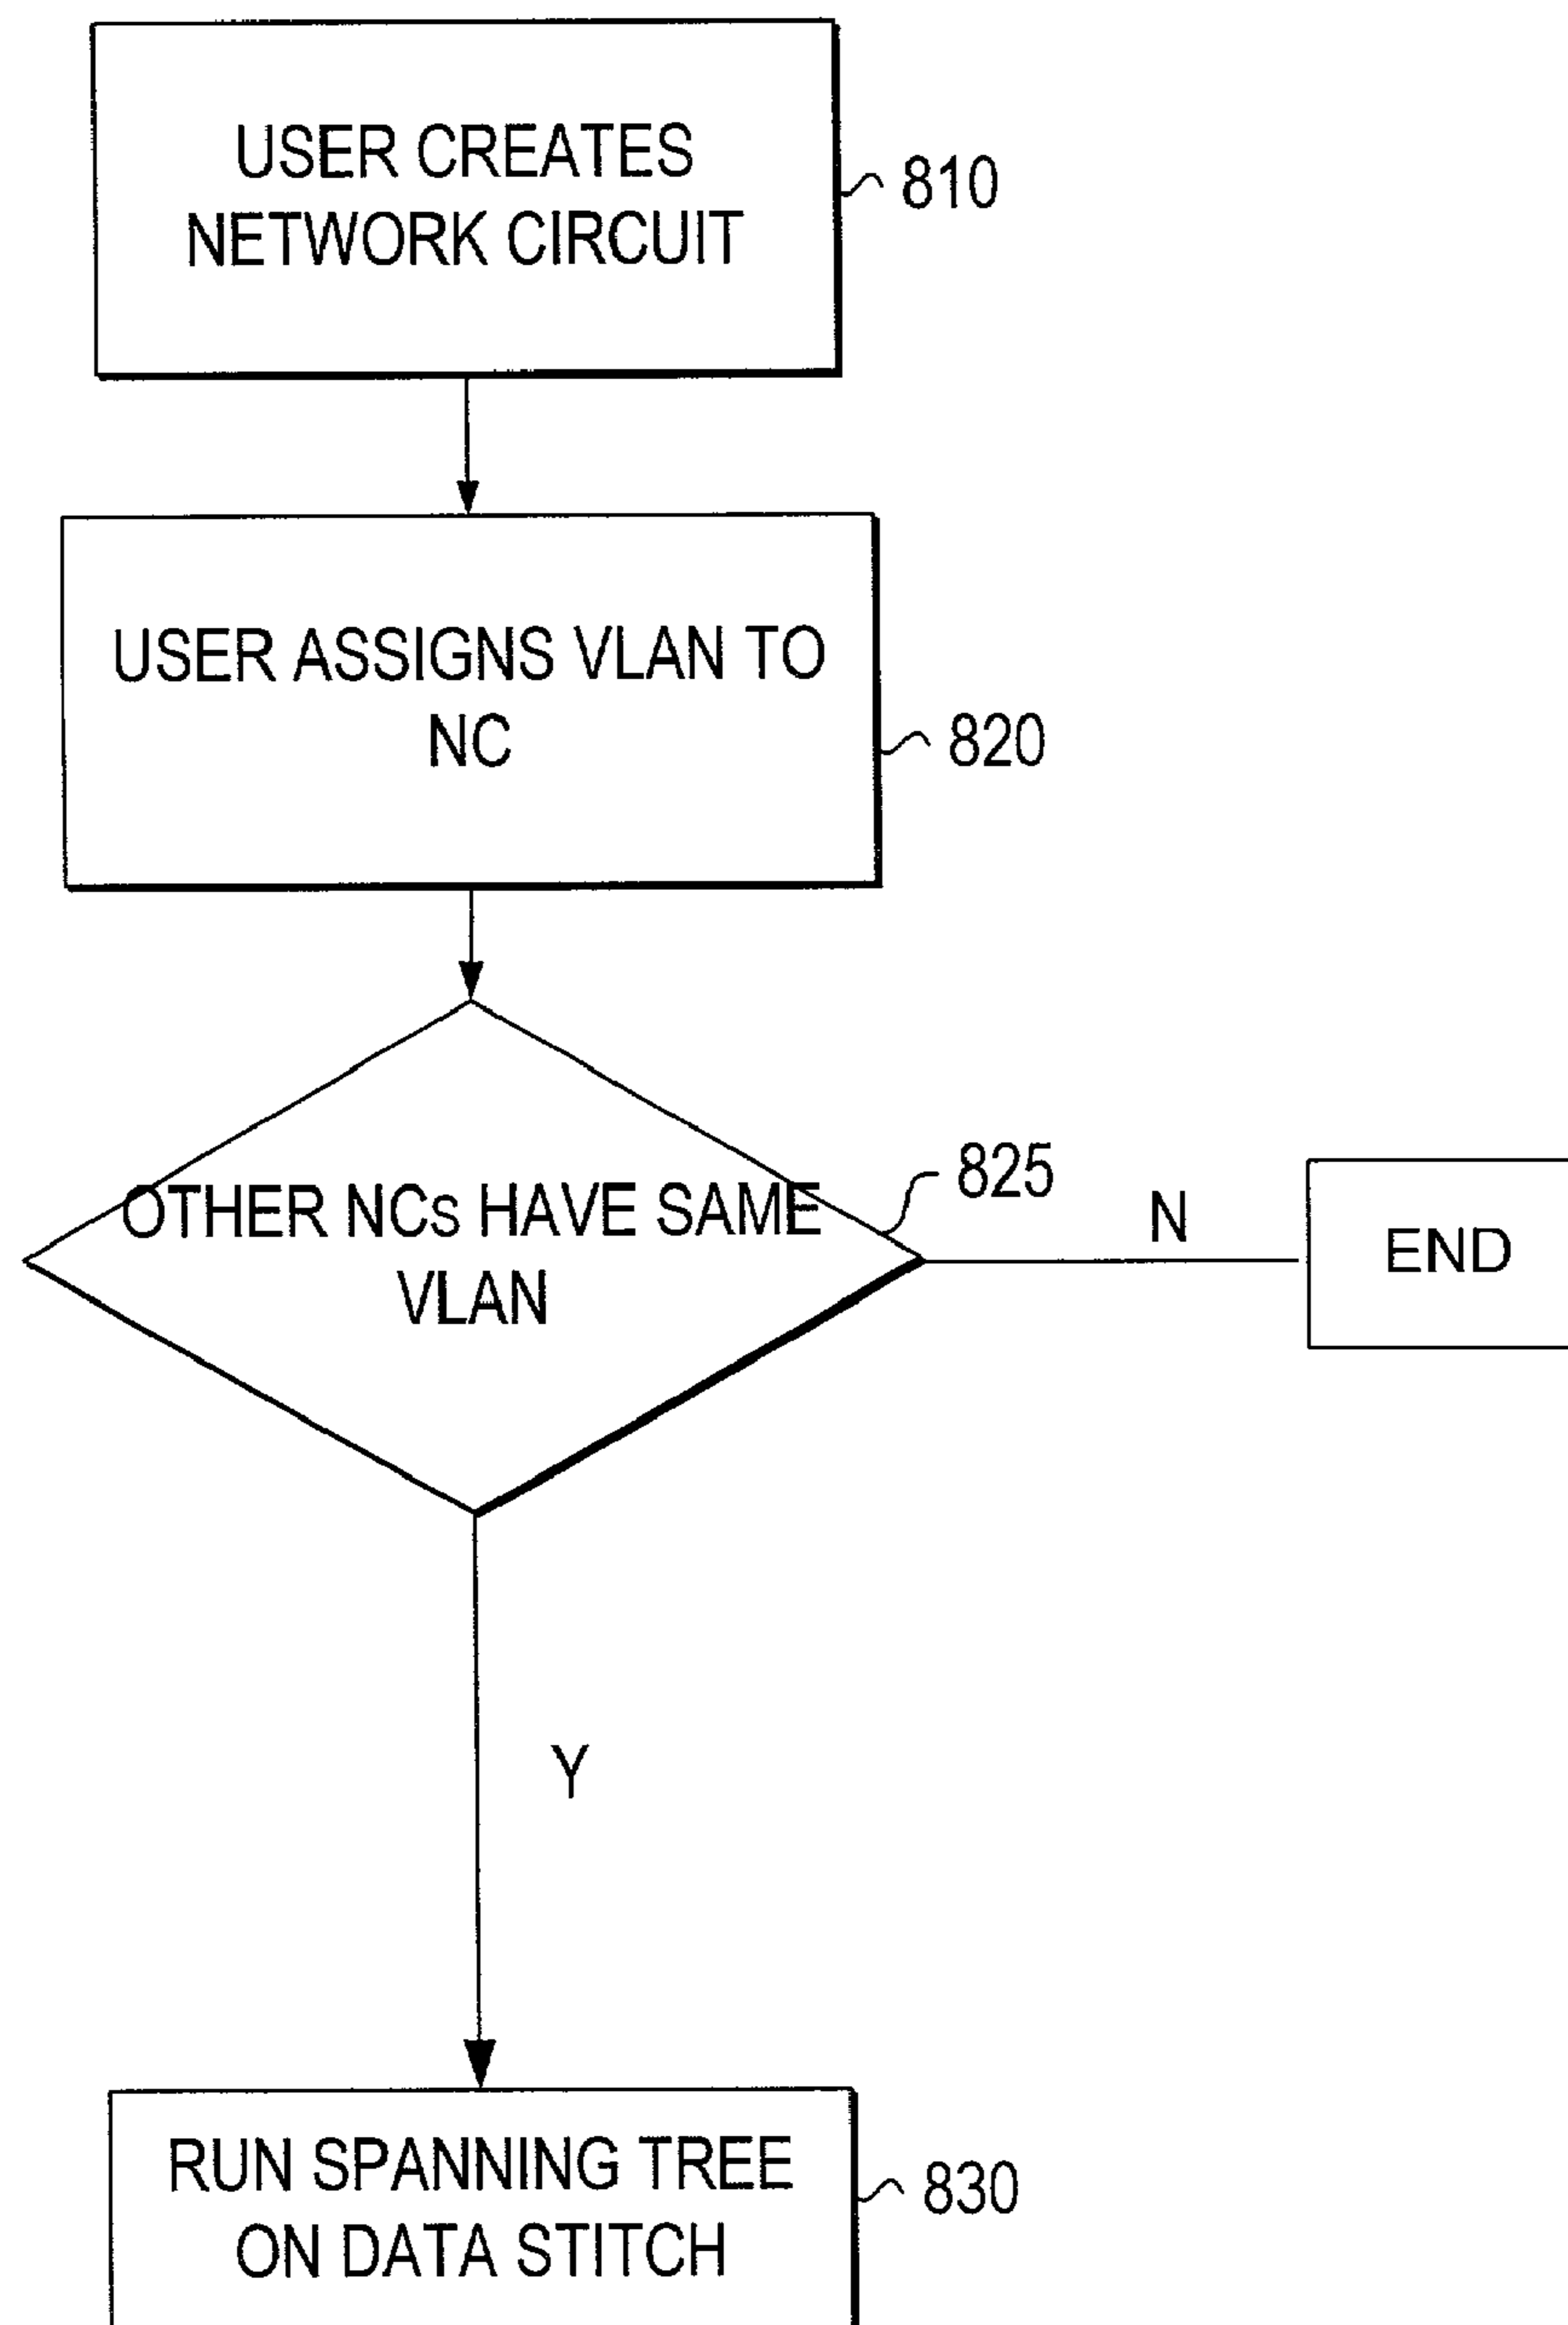 USER CREATES
NETWORK CIRCUIT
810
USER ASSIGNS VLAN TO
NC
820
OTHER NCs HAVE SAME
VLAN
825
N
END
Y
RUN SPANNING TREE
ON DATA STITCH
830